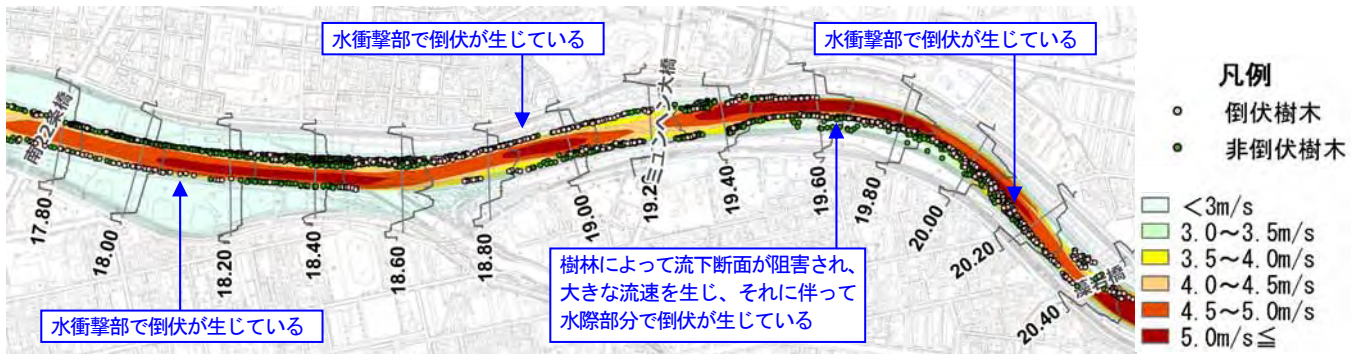 水衝撃部で倒伏が生じている
水衝撃部で倒伏が生じている
南22条橋
ミュンヘン大橋
17.80
18.00
18.20
18.40
18.60
18.80
19.00
19.2
19.40
19.60
19.80
20.00
20.20
20.40
水衝撃部で倒伏が生じている
樹林によって流下断面が阻害され、
大きな流速を生じ、それに伴って
水際部分で倒伏が生じている
凡例
倒伏樹木
非倒伏樹木
<3m/s
3.0~3.5m/s
3.5~4.0m/s
4.0~4.5m/s
4.5~5.0m/s
5.0m/s≦